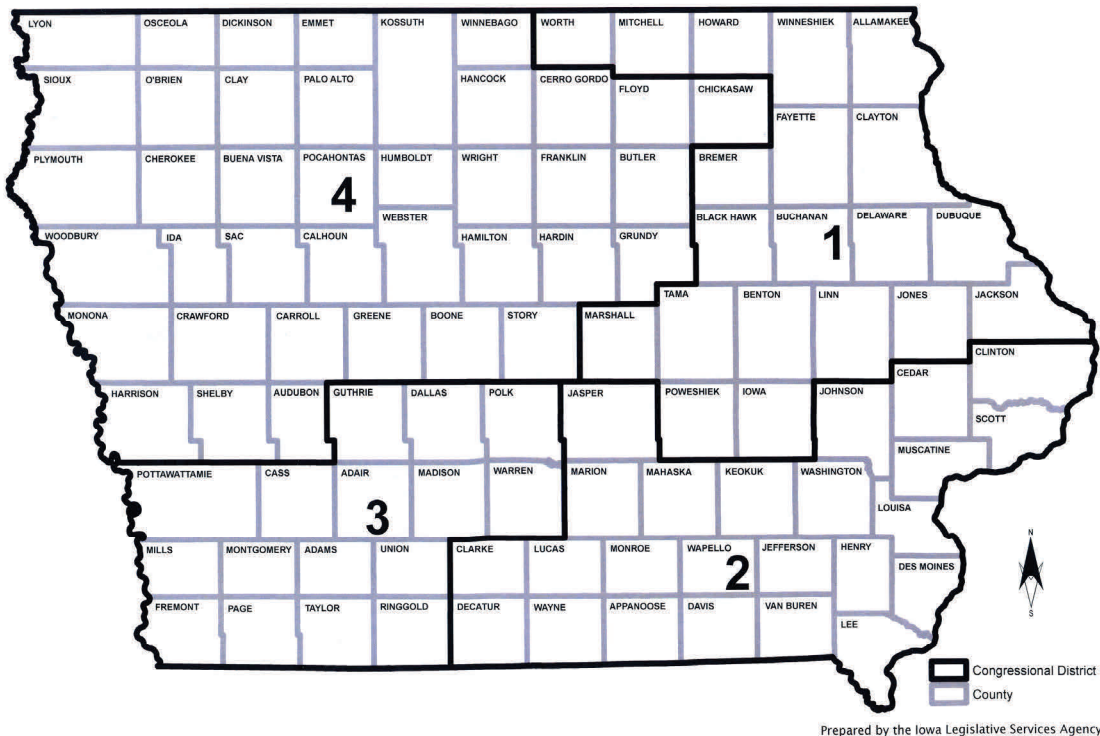 LYON OSCEOLA DICKINSON EMMET KOSSUTH WINNEBAGO WORTH MITCHELL HOWARD WINNESHIEK ALLAMAKEE
SIOUX O'BRIEN CLAY PALO ALTO HANCOCK CERRO GORDO FLOYD CHICKASAW
FAYETTE CLAYTON
PLYMOUTH CHEROKEE BUENA VISTA POCAHONTAS HUMBOLDT WRIGHT FRANKLIN BUTLER BREMER
4
WEBSTER
BLACK HAWK BUCHANAN DELAWARE DUBUQUE
1
WOODBURY IDA SAC CALHOUN HAMILTON HARDIN GRUNDY
TAMA BENTON LINN JONES JACKSON
MONONA CRAWFORD CARROLL GREENE BOONE STORY MARSHALL
CLINTON
CEDAR
HARRISON SHELBY AUDUBON GUTHRIE DALLAS POLK JASPER POWESHIEK IOWA JOHNSON
SCOTT
MUSCATINE
POTTAWATTAMIE CASS ADAIR MADISON WARREN MARION MAHASKA KEOKUK WASHINGTON
LOUISA
3
N
MILLS MONTGOMERY ADAMS UNION CLARKE LUCAS MONROE WAPELLO JEFFERSON HENRY
DES MOINES
2
FREMONT PAGE TAYLOR RINGGOLD DECATUR WAYNE APPANOOSE DAVIS VAN BUREN
S
LEE
Congressional District
County
Prepared by the Iowa Legislative Services Agency